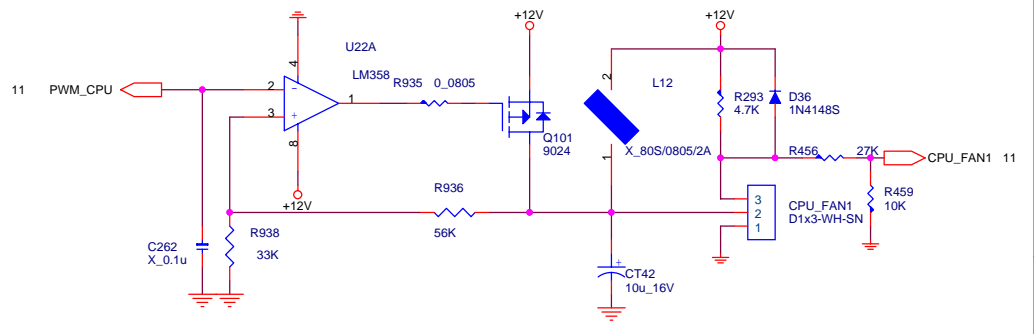 +12V
+12V
U22A
4
LM358
R935 0_0805
2
L12
11 PWM_CPU
2
−
1
3
+
8
R293
4.7K
D36
1N4148S
Q101
9024
X_80S/0805/2A
1
R456 27K
CPU_FAN1 11
+12V
R936
56K
3
2
1
CPU_FAN1
D1x3-WH-SN
R459
10K
C262
X_0.1u
R938
33K
+
CT42
10u_16V